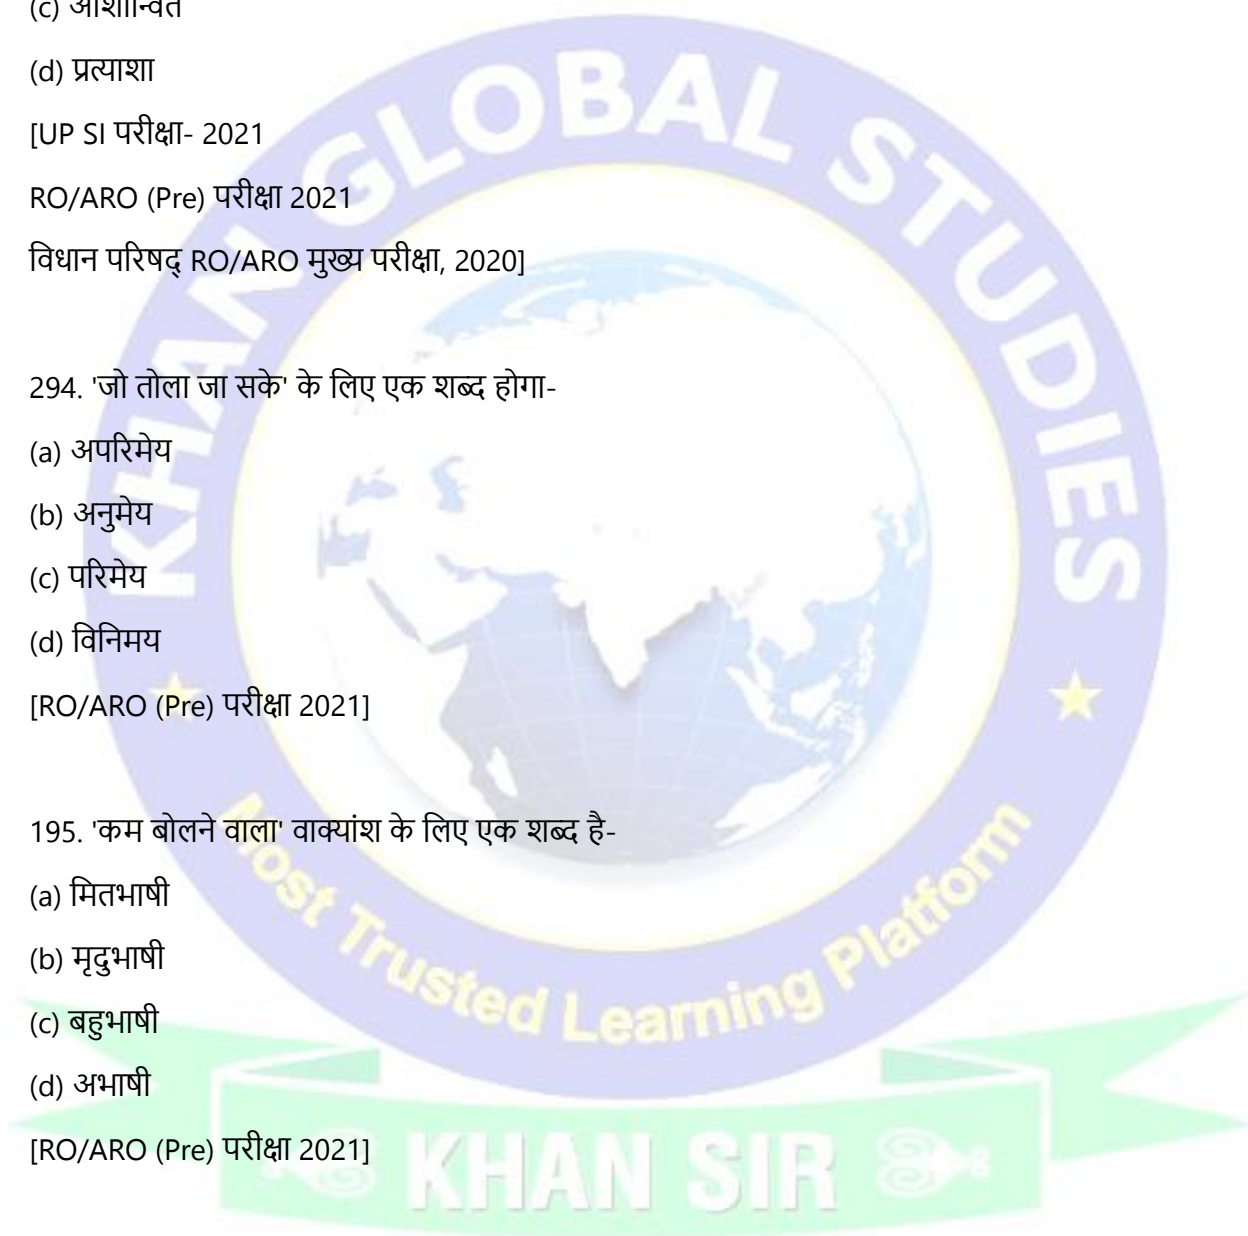 (c) आशान्वित
(d) प्रत्याशा
[UP SI परीक्षा- 2021
RO/ARO (Pre) परीक्षा 2021
विधान परिषद् RO/ARO मुख्य परीक्षा, 2020]
294. 'जो तोला जा सके' के लिए एक शब्द होगा-
(a) अपरिमेय
(b) अनुमेय
(c) परिमेय
(d) विनिमय
[RO/ARO (Pre) परीक्षा 2021]
195. 'कम बोलने वाला' वाक्यांश के लिए एक शब्द है-
(a) मितभाषी
(b) मृदुभाषी
(c) बहुभाषी
(d) अभाषी
[RO/ARO (Pre) परीक्षा 2021]
KHAN GLOBAL STUDIES
Most Trusted Learning Platform
KHAN SIR